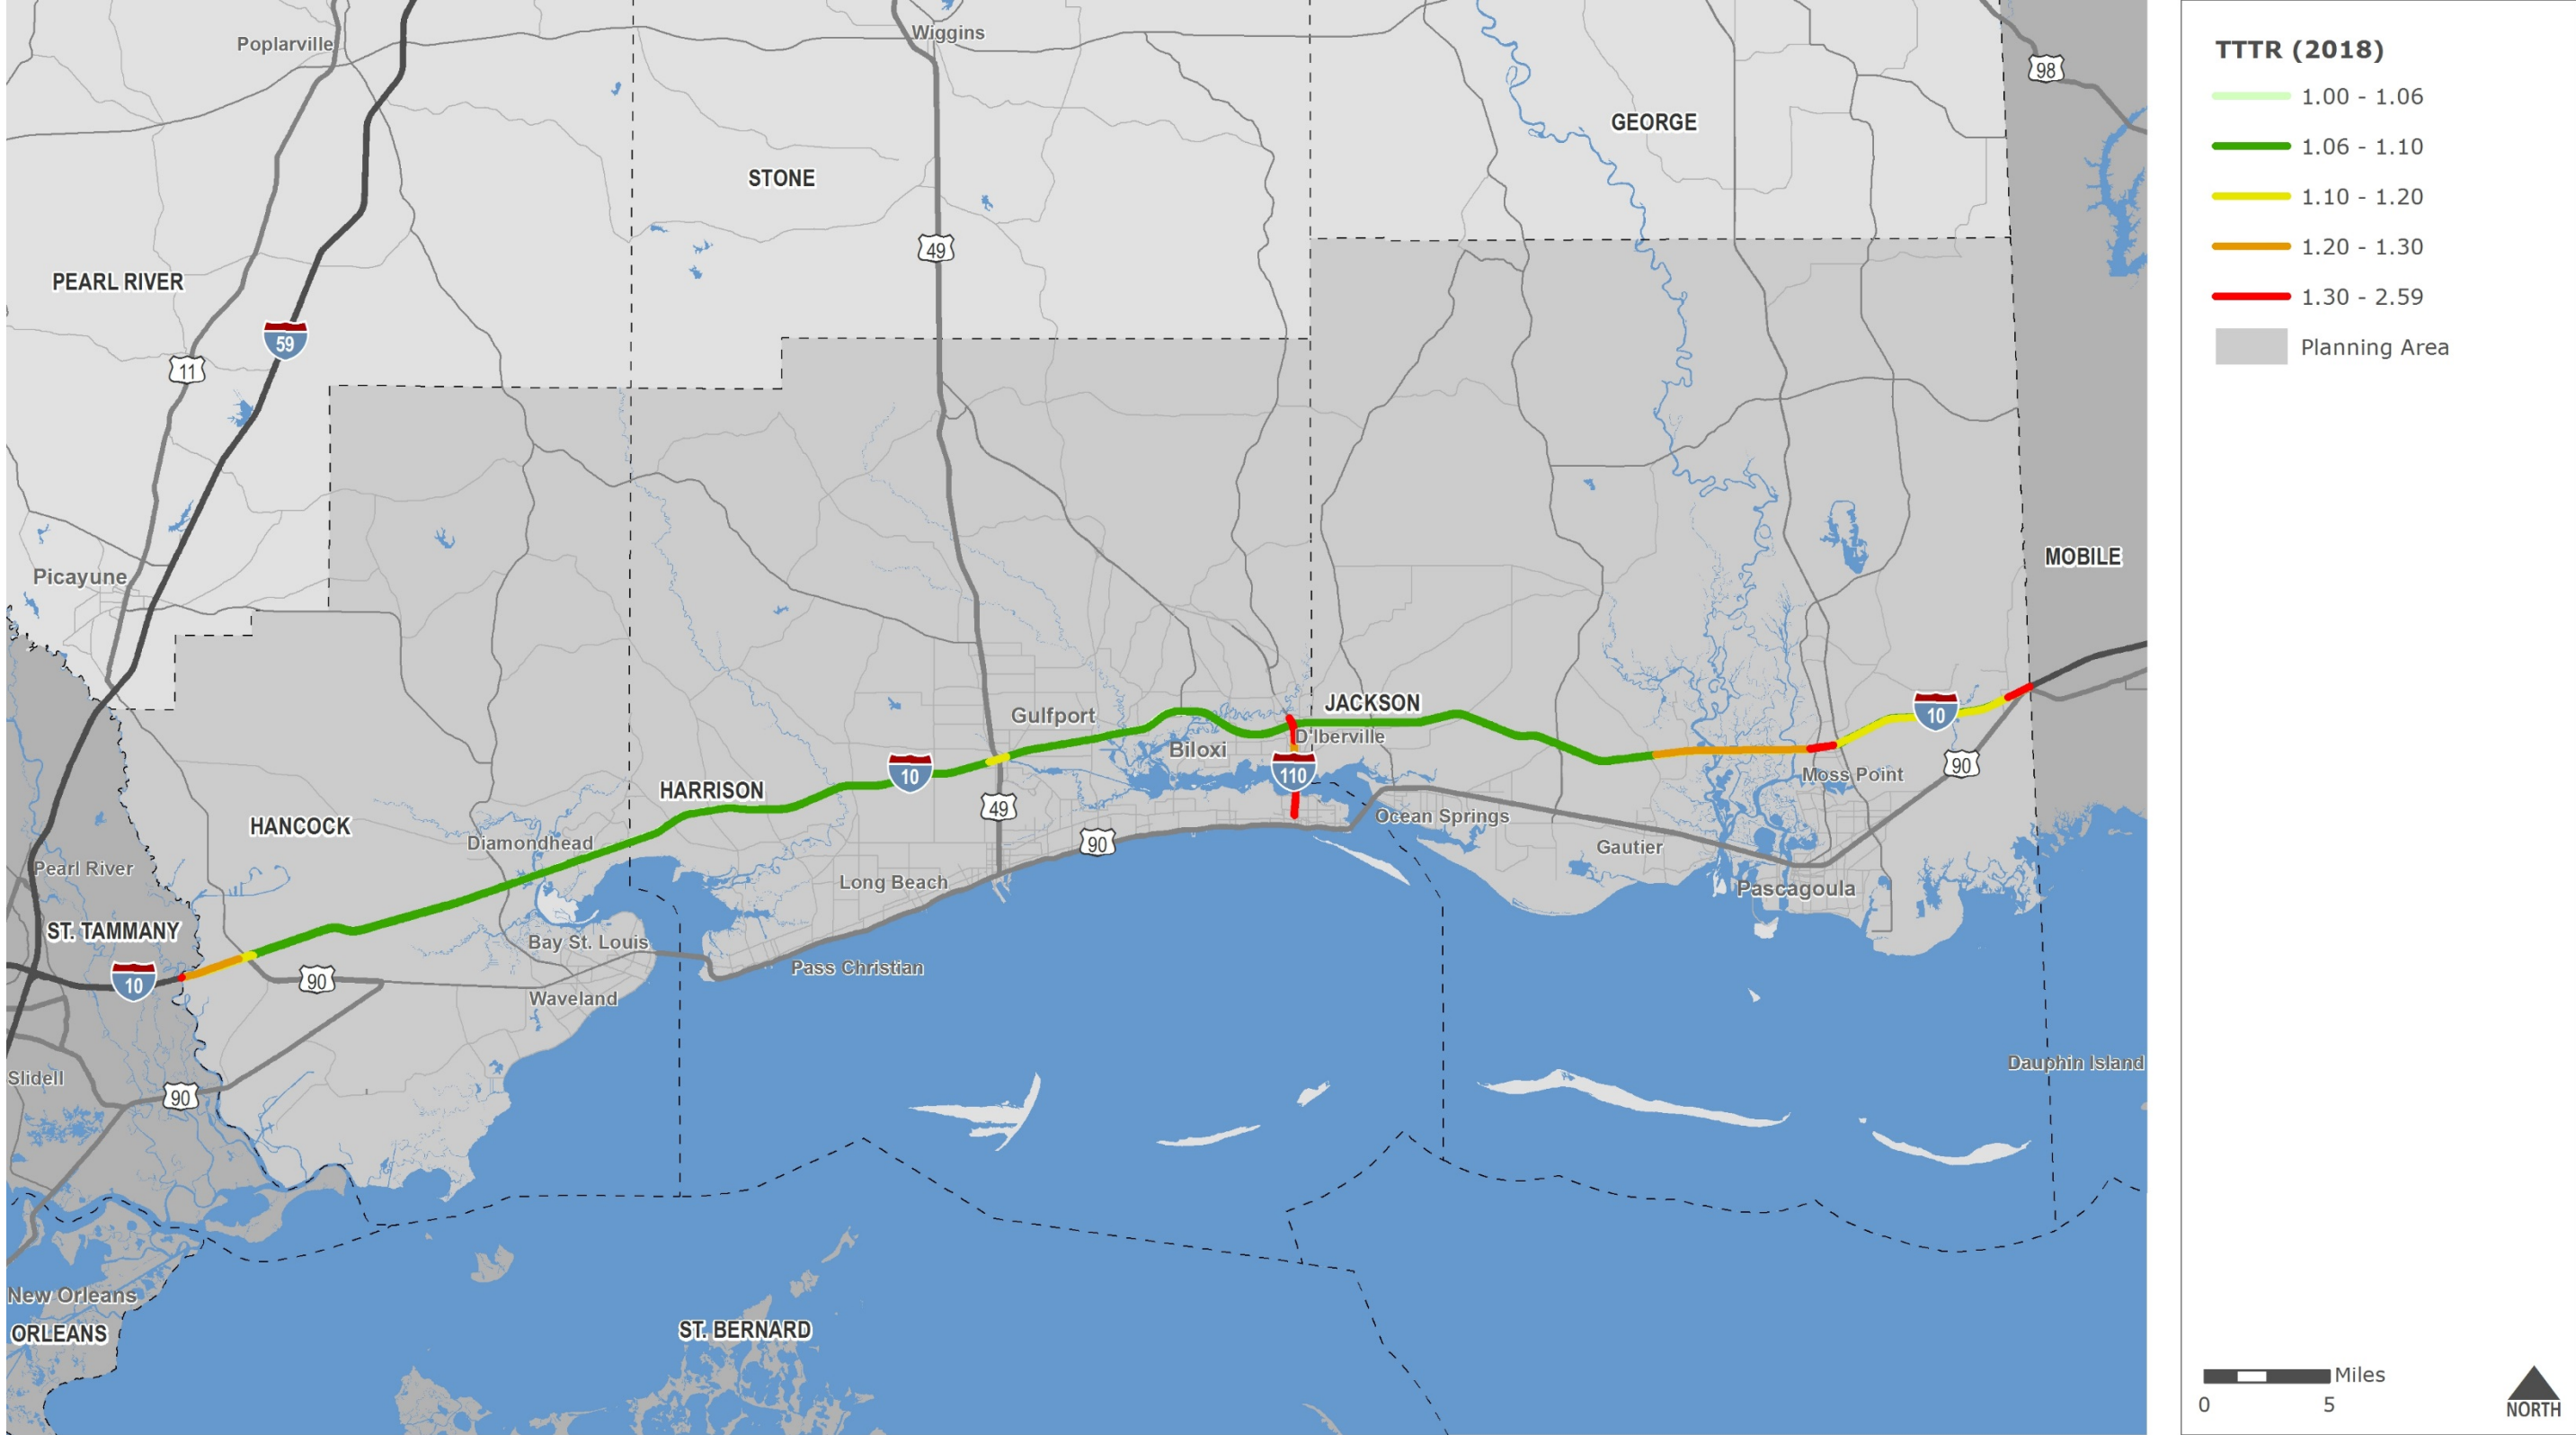 Poplarville
Wiggins
98
TTTR (2018)
1.00 - 1.06
1.06 - 1.10
1.10 - 1.20
1.20 - 1.30
1.30 - 2.59
Planning Area
GEORGE
STONE
49
PEARL RIVER
59
11
MOBILE
Picayune
JACKSON
Gulfport
10
D'Iberville
Biloxi
90
10
110
Moss Point
HARRISON
49
Ocean Springs
HANCOCK
Diamondhead
90
Gautier
Pearl River
Long Beach
Pascagoula
ST. TAMMANY
Bay St. Louis
Pass Christian
10
90
Waveland
Dauphin Island
Slidell
90
New Orleans
ORLEANS
ST. BERNARD
Miles
0 5
NORTH